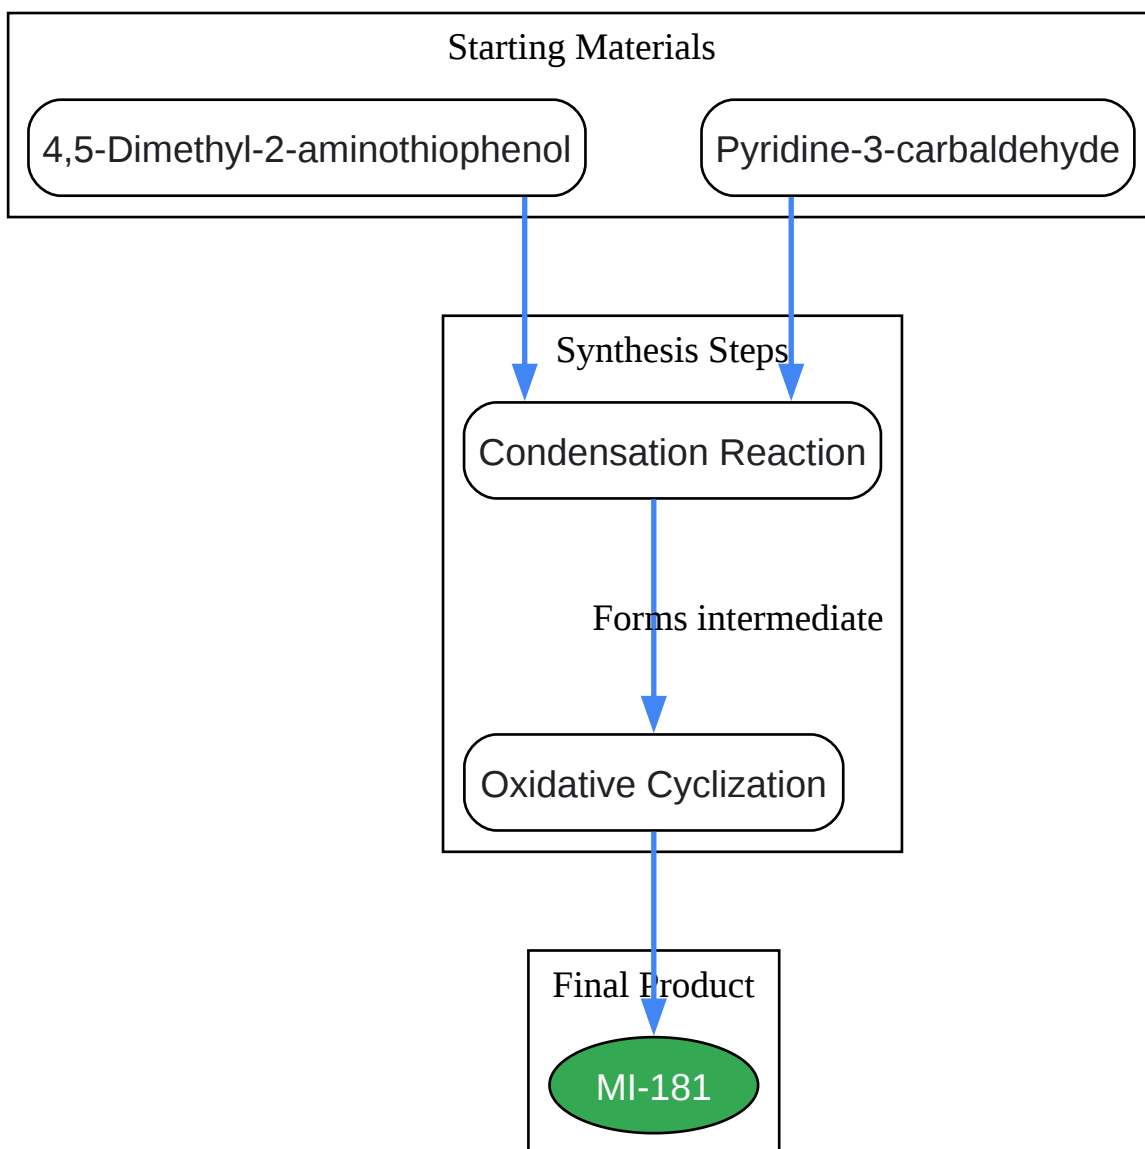 Starting Materials
4,5-Dimethyl-2-aminothiophenol
Pyridine-3-carbaldehyde
Synthesis Steps
Condensation Reaction
Forms intermediate
Oxidative Cyclization
Final Product
MI-181